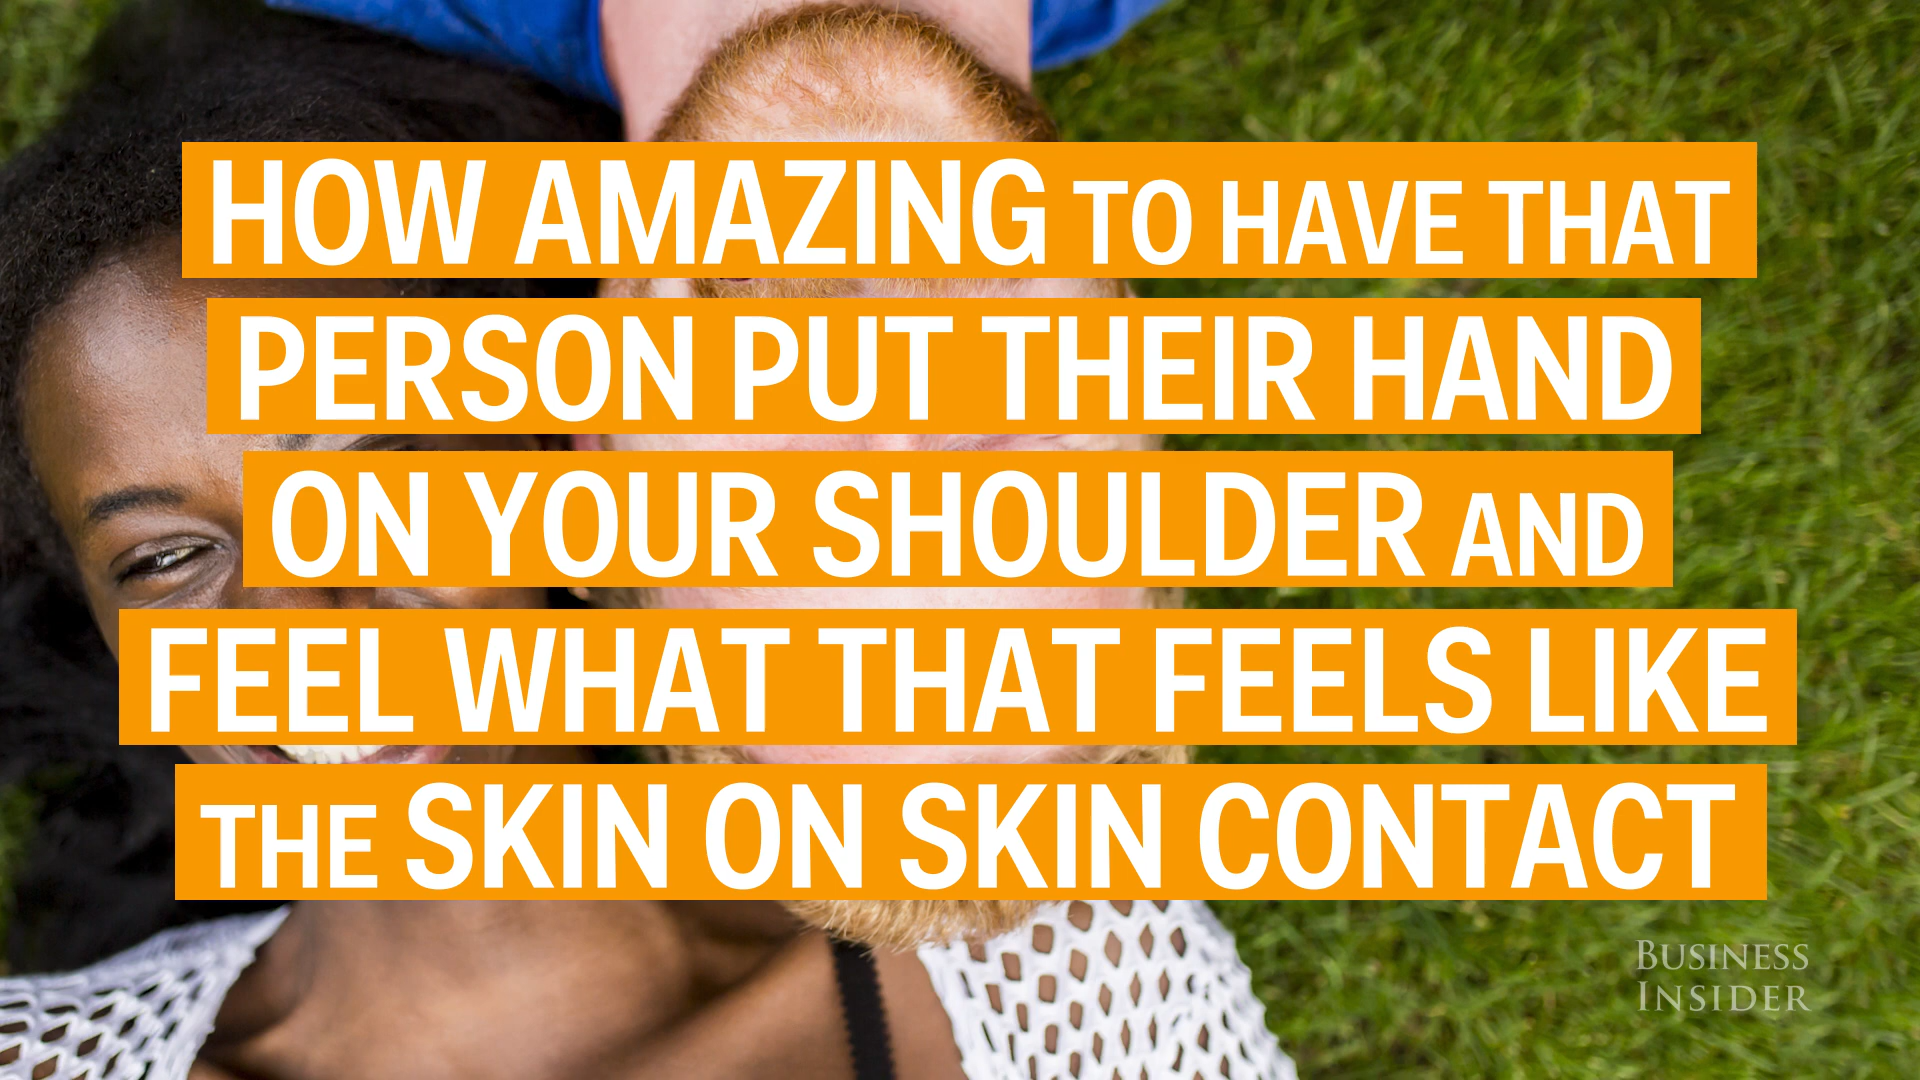 HOW AMAZING TO HAVE THAT
PERSON PUT THEIR HAND
ON YOUR SHOULDER AND
FEEL WHAT THAT FEELS LIKE
THE SKIN ON SKIN CONTACT
BUSINESS
INSIDER